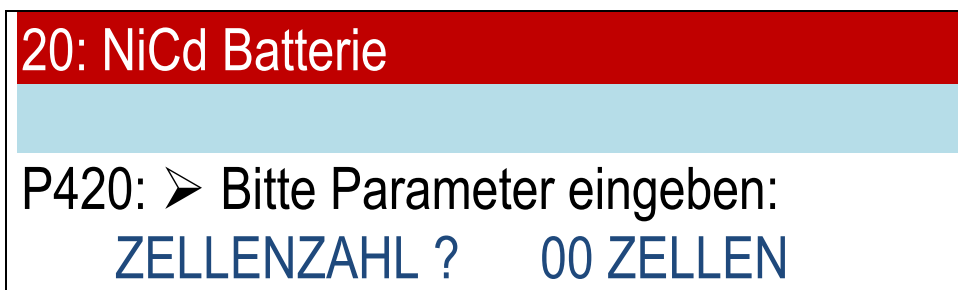 20: NiCd Batterie
P420: ➢ Bitte Parameter eingeben:
ZELLENZAHL ? 00 ZELLEN